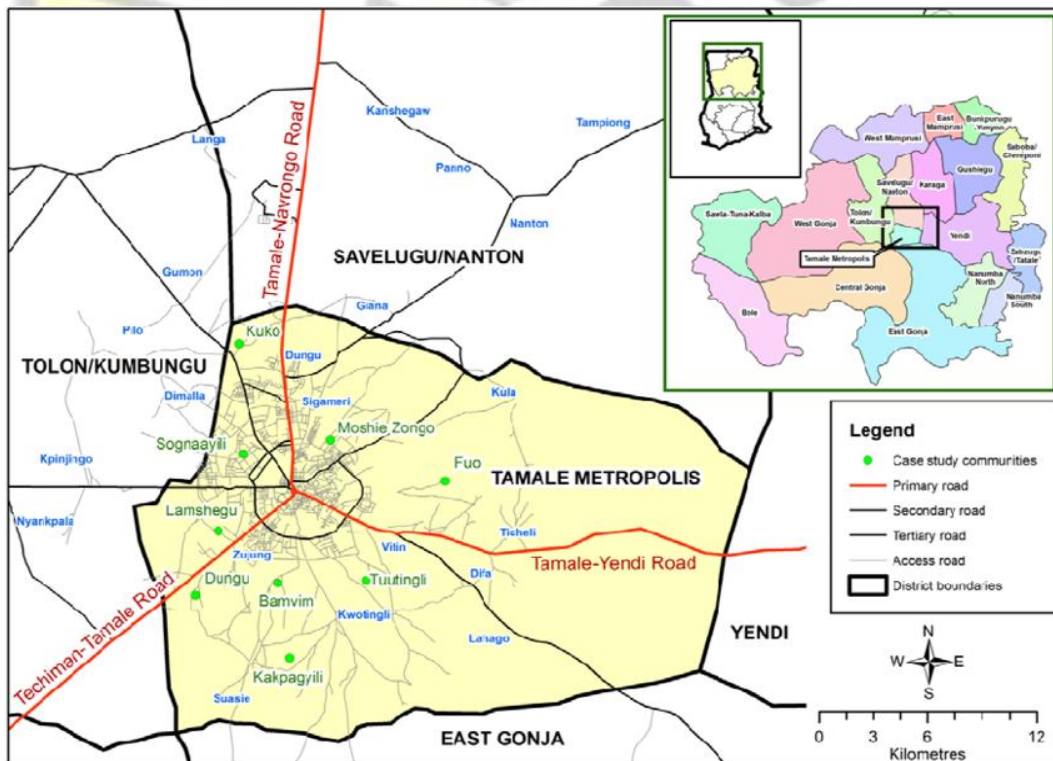 Kanshegaw
Tampiong
Langa
Parino
Nanton
Tamale-Navrongo Road
SAVELUGU/NANTON
Gumon
Giana
Pilo
Kuko
Dungu
TOLON/KUMBUNGU
Dimalla
Kula
Sigameri
Moshie Zongo
Sognaayili
Kpinjingo
Fuo
TAMALE METROPOLIS
Nyankpala
Lamshegu
Ticheli
Vitin
Zujung
Tamale-Yendi Road
Dungu
Difa
Tuutingli
Bamvim
Kwotingli
Techiman-Tamale Road
Lahago
YENDI
Kakpagyili
Suasie
EAST GONJA
East
Mamprusi
Bunkpurugu
-Yunyoo
West Mamprusi
Saboba/
Chereponi
Gushiegu
Savelugu/
Nanton
Karaga
Sawla-Tuna-Kalba
West Gonja
Tolon/
Kumbungu
Yendi
Tamale Metropolis
Zabzugu
/Tatale
Nanumba
North
Central Gonja
Nanumba
South
Bole
East Gonja
Legend
Case study communities
Primary road
Secondary road
Tertiary road
Access road
District boundaries
N
W E
S
0 3 6 12
Kilometres